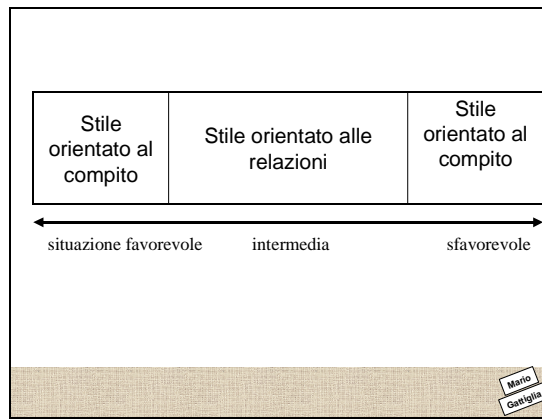 Stile
orientato al
compito
Stile orientato alle
relazioni
Stile
orientato al
compito
situazione favorevole intermedia sfavorevole
Mario
Gattiglia